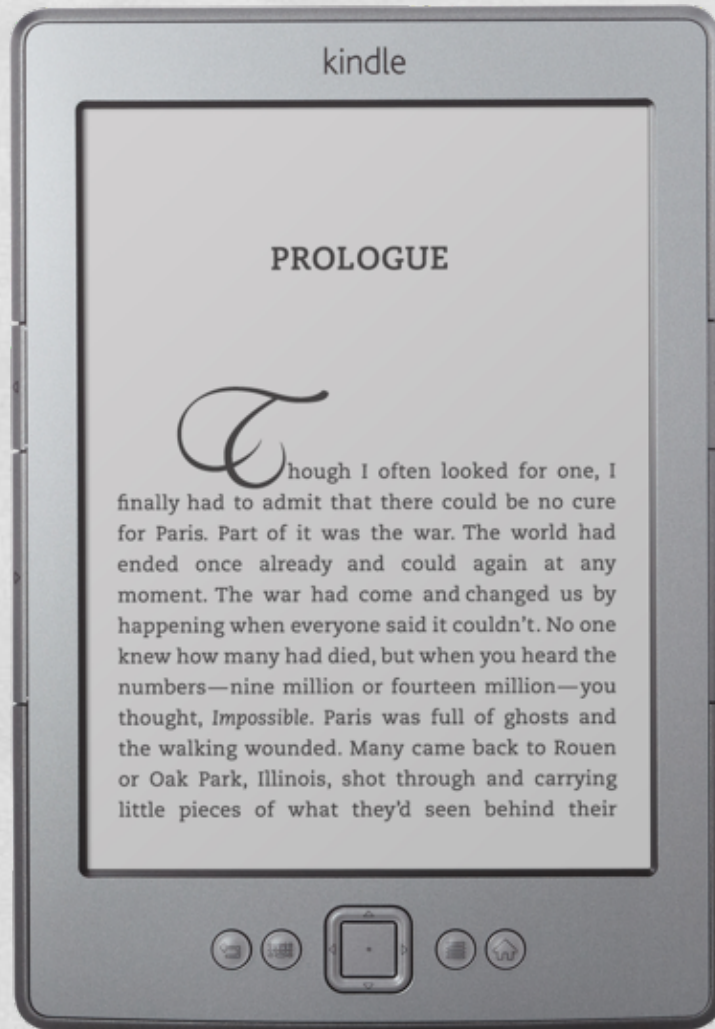 kindle
PROLOGUE
Though I often looked for one, I
finally had to admit that there could be no cure
for Paris. Part of it was the war. The world had
ended once already and could again at any
moment. The war had come and changed us by
happening when everyone said it couldn't. No one
knew how many had died, but when you heard the
numbers—nine million or fourteen million—you
thought, Impossible. Paris was full of ghosts and
the walking wounded. Many came back to Rouen
or Oak Park, Illinois, shot through and carrying
little pieces of what they'd seen behind their